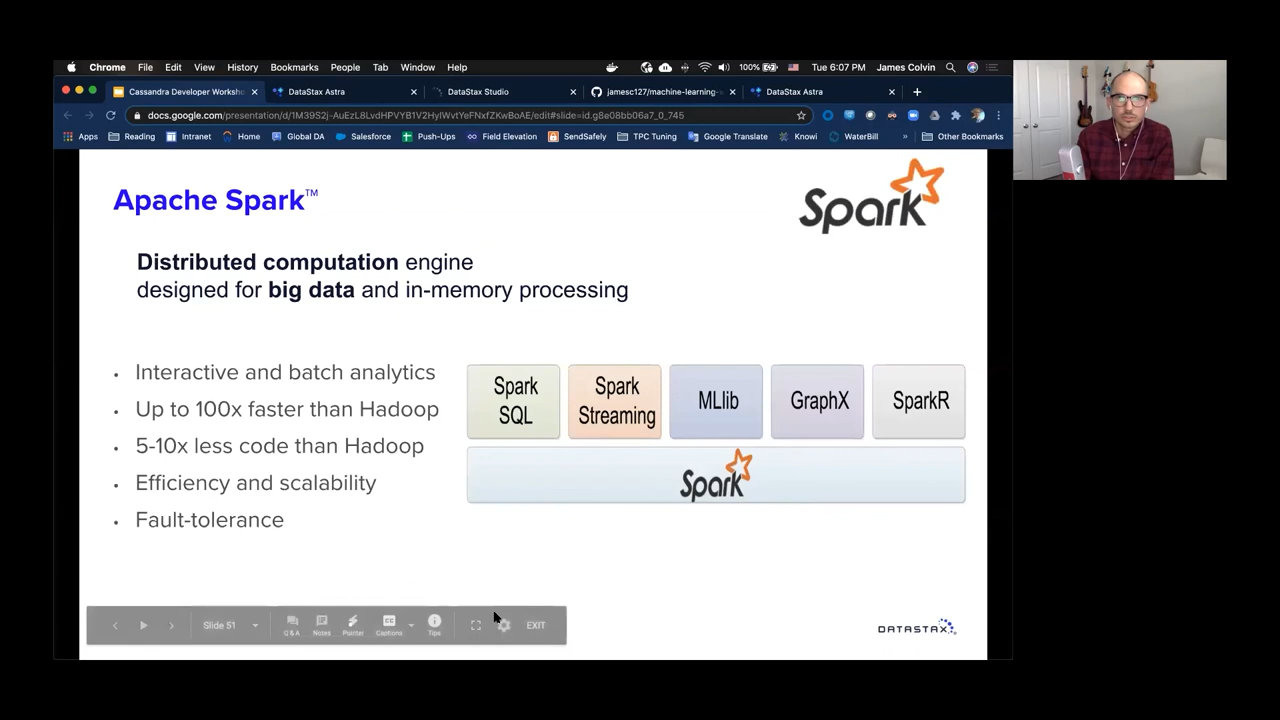 Chrome File Edit View History Bookmarks People Tab Window Help 100% Tue 6:07 PM James Colvin
Cassandra Developer Worksho DataStax Astra DataStax Studio jamesc127/machine-learning- DataStax Astra
docs.google.com/presentation/d/1M39S2j-AuEzL8LvdHPVYB1V2HyIWvtYeFNxfZKwBoAE/edit#slide=id.g8e08bb06a7_0_745
Apps Reading Intranet Home Global DA Salesforce Push-Ups Field Elevation SendSafely TPC Tuning Google Translate Knowi WaterBill » Other Bookmarks
Apache Spark™
Spark
Distributed computation engine
designed for big data and in-memory processing
• Interactive and batch analytics
• Up to 100x faster than Hadoop
• 5-10x less code than Hadoop
• Efficiency and scalability
• Fault-tolerance
Spark
SQL
Spark
Streaming
MLlib
GraphX
SparkR
Spark
Slide 51
Q&A Notes Pointer Captions Tips EXIT
DATASTAX